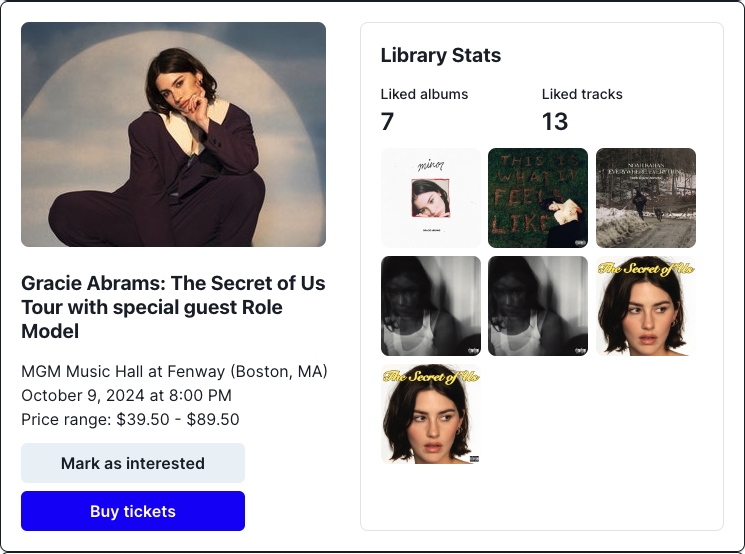 Gracie Abrams: The Secret of Us
Tour with special guest Role
Model
MGM Music Hall at Fenway (Boston, MA)
October 9, 2024 at 8:00 PM
Price range: $39.50 - $89.50
Mark as interested
Buy tickets
Library Stats
Liked albums
7
Liked tracks
13
minor
GRACIE ABRAMS
THIS IS
WHAT IT
FEELS
LIKE
NOAH KAHAN
EVERYWHERE, EVERYTHING
The Secret of Us
The Secret of Us